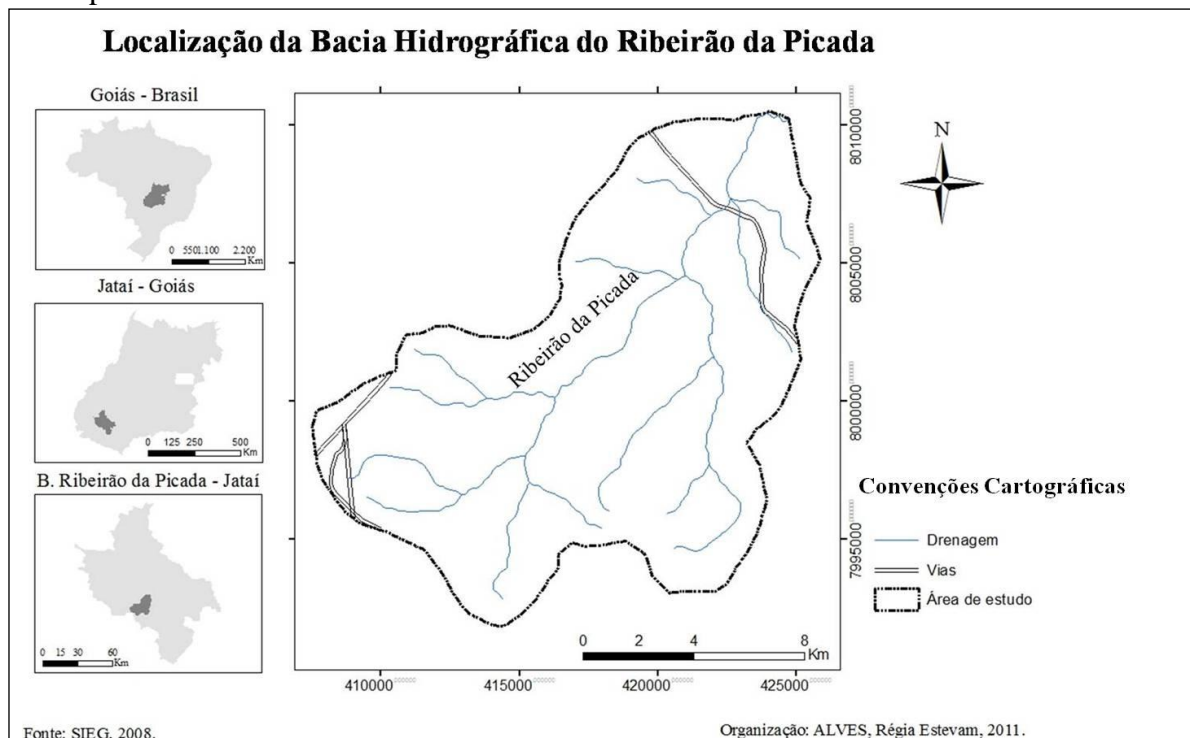 Localização da Bacia Hidrográfica do Ribeirão da Picada
Goiás - Brasil
0 550 1.100 2.200
Km
Jataí - Goiás
0 125 250 500
Km
B. Ribeirão da Picada - Jataí
0 15 30 60
Km
Ribeirão da Picada
8010000
8005000
8000000
7995000
N
Convenções Cartográficas
Drenagem
Vias
Área de estudo
0 2 4 8
Km
410000 415000 420000 425000
Fonte: SIEG, 2008.
Organização: ALVES, Régia Estevam, 2011.